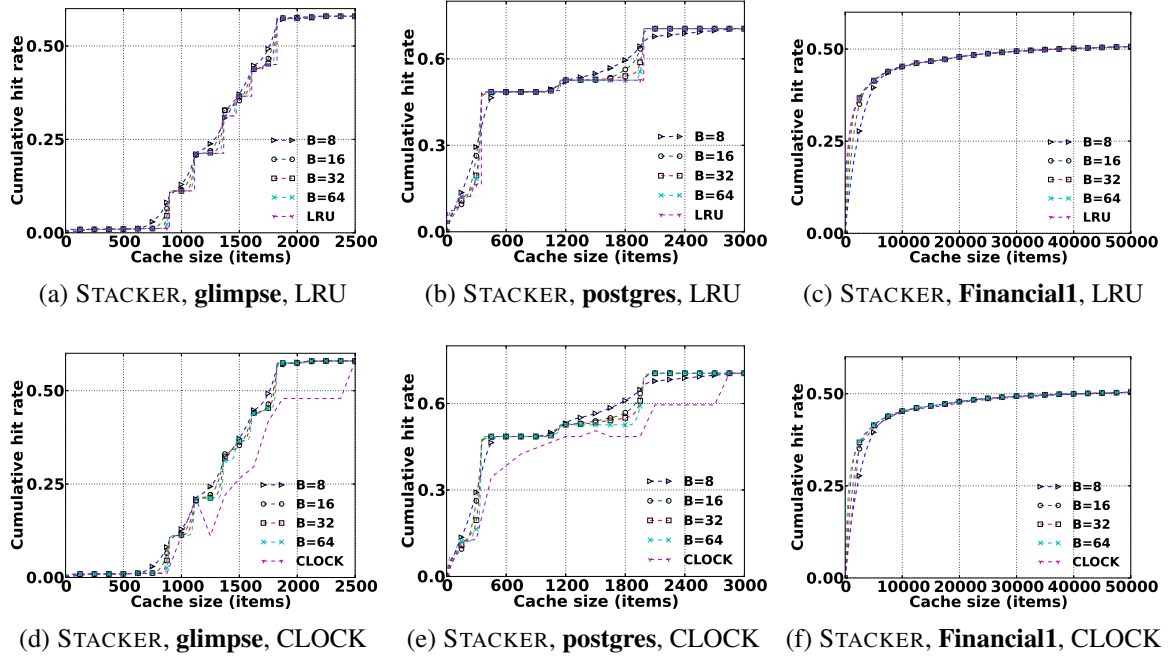 Cumulative hit rate
0.50
0.25
0.00
0 500 1000 1500 2000 2500
Cache size (items)
B=8
B=16
B=32
B=64
LRU
(a) STACKER, glimpse, LRU
Cumulative hit rate
0.6
0.3
0.0
0 600 1200 1800 2400 3000
Cache size (items)
B=8
B=16
B=32
B=64
LRU
(b) STACKER, postgres, LRU
Cumulative hit rate
0.50
0.25
0.00
0 10000 20000 30000 40000 50000
Cache size (items)
B=8
B=16
B=32
B=64
LRU
(c) STACKER, Financial1, LRU
Cumulative hit rate
0.50
0.25
0.00
0 500 1000 1500 2000 2500
Cache size (items)
B=8
B=16
B=32
B=64
CLOCK
(d) STACKER, glimpse, CLOCK
Cumulative hit rate
0.6
0.3
0.0
0 600 1200 1800 2400 3000
Cache size (items)
B=8
B=16
B=32
B=64
CLOCK
(e) STACKER, postgres, CLOCK
Cumulative hit rate
0.50
0.25
0.00
0 10000 20000 30000 40000 50000
Cache size (items)
B=8
B=16
B=32
B=64
CLOCK
(f) STACKER, Financial1, CLOCK